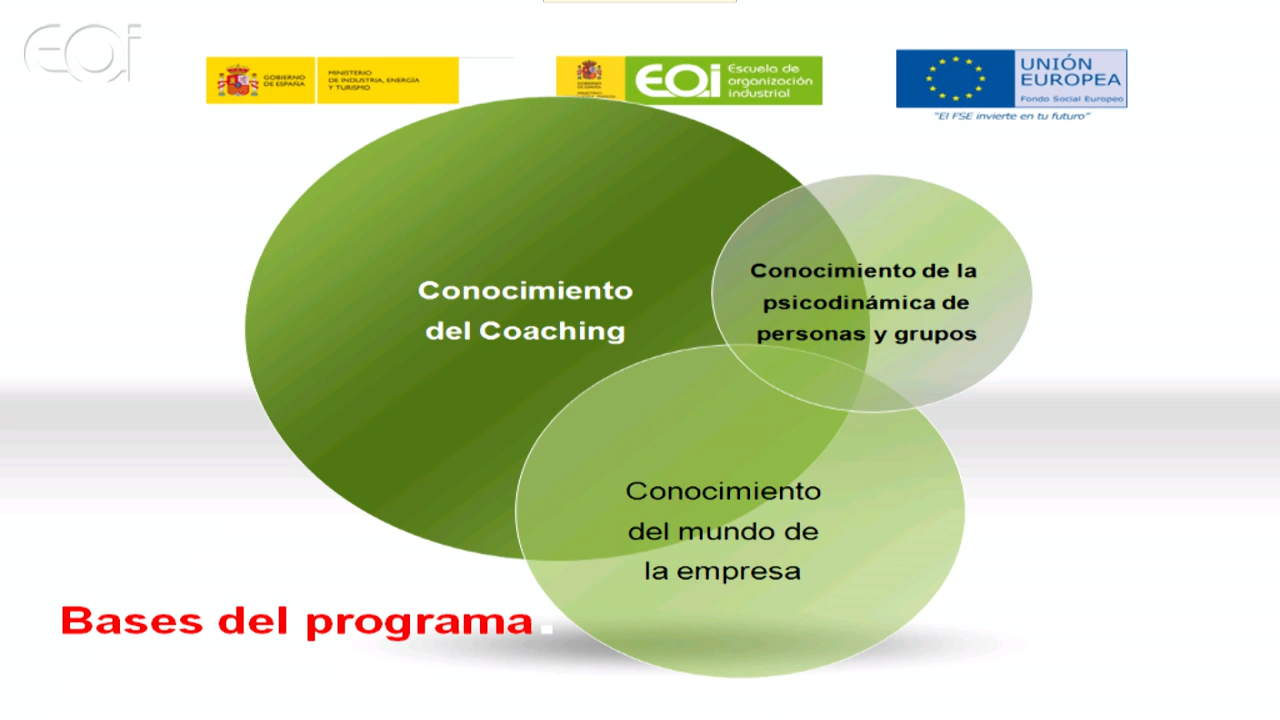 eoi
GOBIERNO
DE ESPAÑA
MINISTERIO
DE INDUSTRIA, ENERGÍA
Y TURISMO
MINISTERIO
eoi
Escuela de
organización
industrial
UNIÓN
EUROPEA
Fondo Social Europeo
"El FSE invierte en tu futuro"
Conocimiento
del Coaching
Conocimiento de la
psicodinámica de
personas y grupos
Conocimiento
del mundo de
la empresa
Bases del programa.